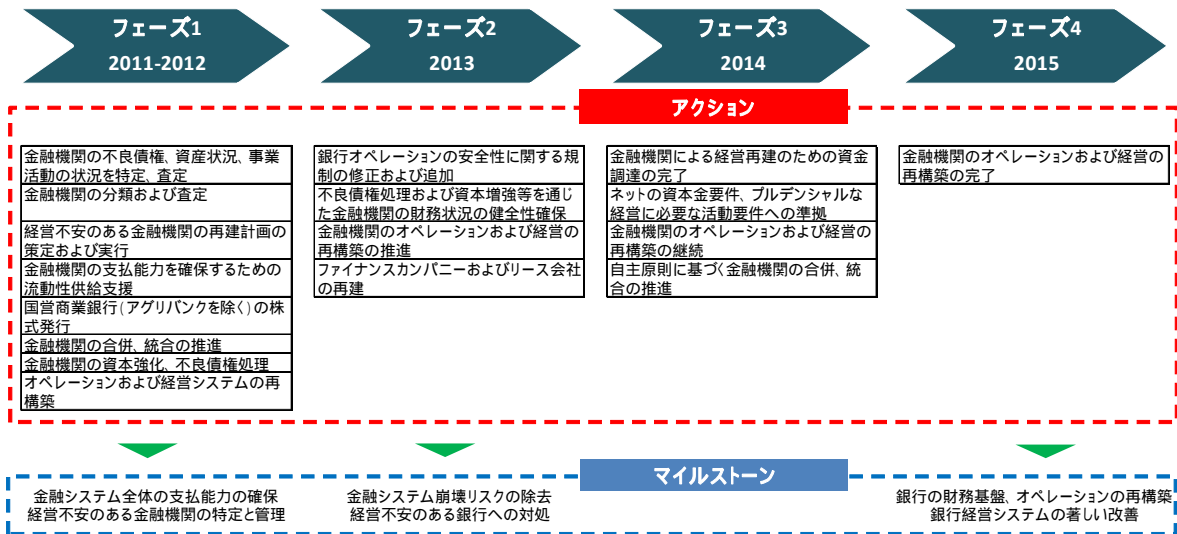 フェーズ1
2011-2012
フェーズ2
2013
フェーズ3
2014
フェーズ4
2015
アクション
金融機関の不良債権、資産状況、事業
活動の状況を特定、査定
金融機関の分類および査定
経営不安のある金融機関の再建計画の
策定および実行
金融機関の支払能力を確保するための
流動性供給支援
国営商業銀行(アグリバンクを除く)の株
式発行
金融機関の合併、統合の推進
金融機関の資本強化、不良債権処理
オペレーションおよび経営システムの再
構築
銀行オペレーションの安全性に関する規
制の修正および追加
不良債権処理および資本増強等を通じ
た金融機関の財務状況の健全性確保
金融機関のオペレーションおよび経営の
再構築の推進
ファイナンスカンパニーおよびリース会社
の再建
金融機関による経営再建のための資金
調達の完了
ネットの資本金要件、プルデンシャルな
経営に必要な活動要件への準拠
金融機関のオペレーションおよび経営の
再構築の継続
自主原則に基づく金融機関の合併、統
合の推進
金融機関のオペレーションおよび経営の
再構築の完了
マイルストーン
金融システム全体の支払能力の確保
経営不安のある金融機関の特定と管理
金融システム崩壊リスクの除去
経営不安のある銀行への対処
銀行の財務基盤、オペレーションの再構築
銀行経営システムの著しい改善